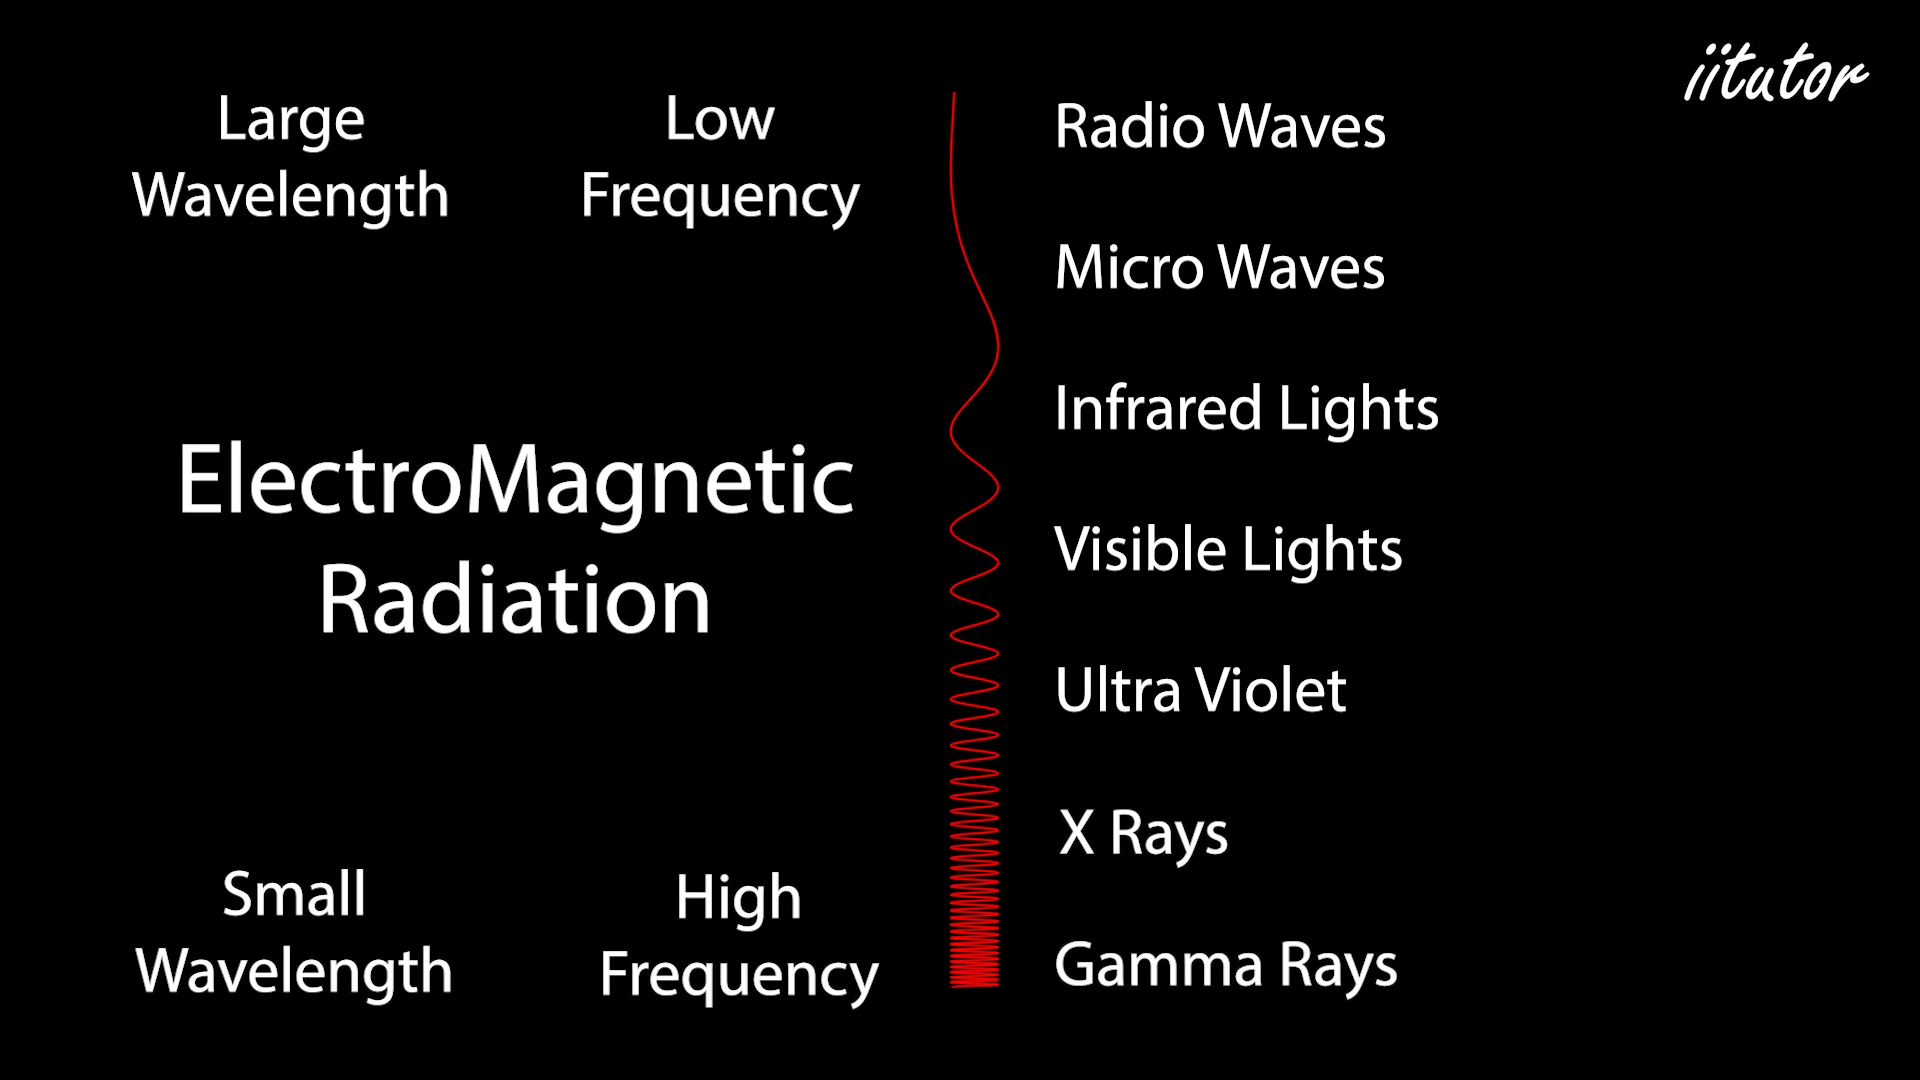 iitutor
Large
Wavelength
Low
Frequency
Radio Waves
Micro Waves
Infrared Lights
ElectroMagnetic
Radiation
Visible Lights
Ultra Violet
X Rays
Small
Wavelength
High
Frequency
Gamma Rays